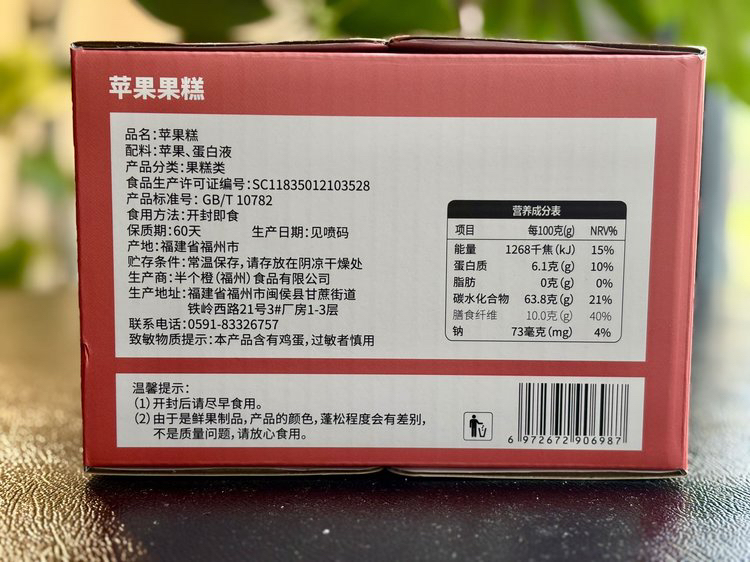 苹果果糕
品名：苹果糕
配料：苹果、蛋白液
产品分类：果糕类
食品生产许可证编号：SC11835012103528
产品标准号：GB/T 10782
食用方法：开封即食
保质期：60天 生产日期：见喷码
产地：福建省福州市
贮存条件：常温保存，请存放在阴凉干燥处
生产商：半个橙（福州）食品有限公司
生产地址：福建省福州市闽侯县甘蔗街道
铁岭西路21号3#厂房1-3层
联系电话：0591-83326757
致敏物质提示：本产品含有鸡蛋，过敏者慎用
营养成分表
项目 每100克(g) NRV%
能量 1268千焦(kJ) 15%
蛋白质 6.1克(g) 10%
脂肪 0克(g) 0%
碳水化合物 63.8克(g) 21%
膳食纤维 10.0克(g) 40%
钠 73毫克(mg) 4%
温馨提示：
（1）开封后请尽早食用。
（2）由于是鲜果制品，产品的颜色，蓬松程度会有差别，
不是质量问题，请放心食用。
6 972672 906987